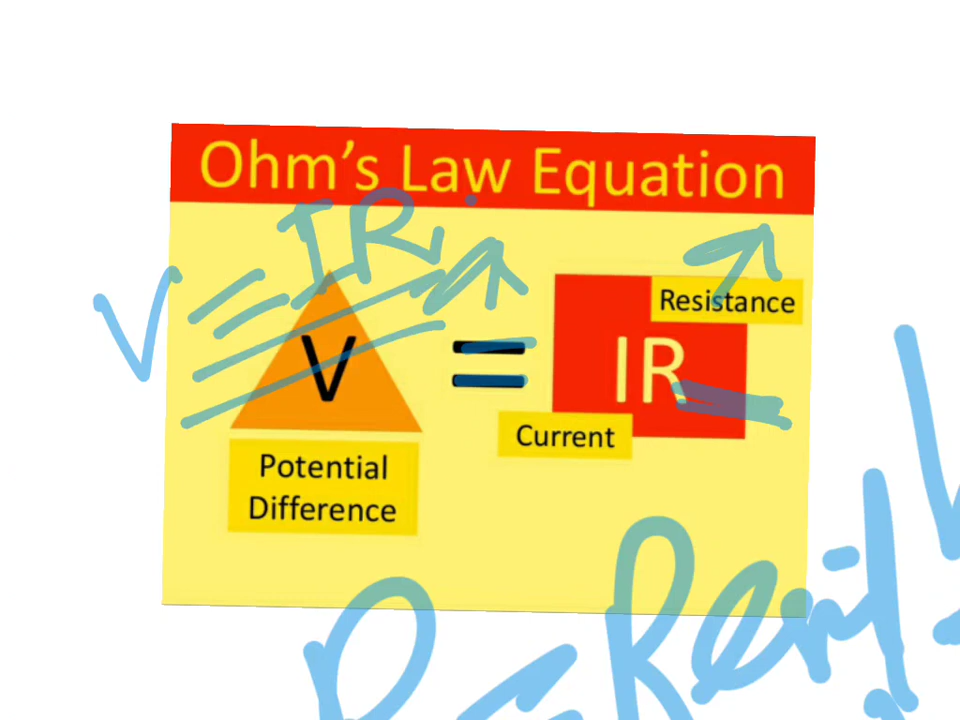 Ohm's Law Equation
V = IR
V
=
IR
Resistance
Current
Potential
Difference
R =